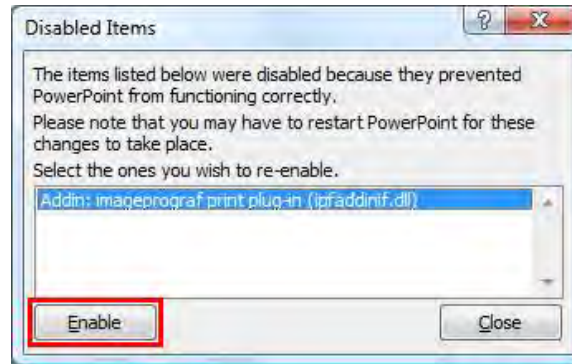 Disabled Items
The items listed below were disabled because they prevented
PowerPoint from functioning correctly.
Please note that you may have to restart PowerPoint for these
changes to take place.
Select the ones you wish to re-enable.
Addin: imageprograf print plug-in (ipfaddinif.dll)
Enable
Close